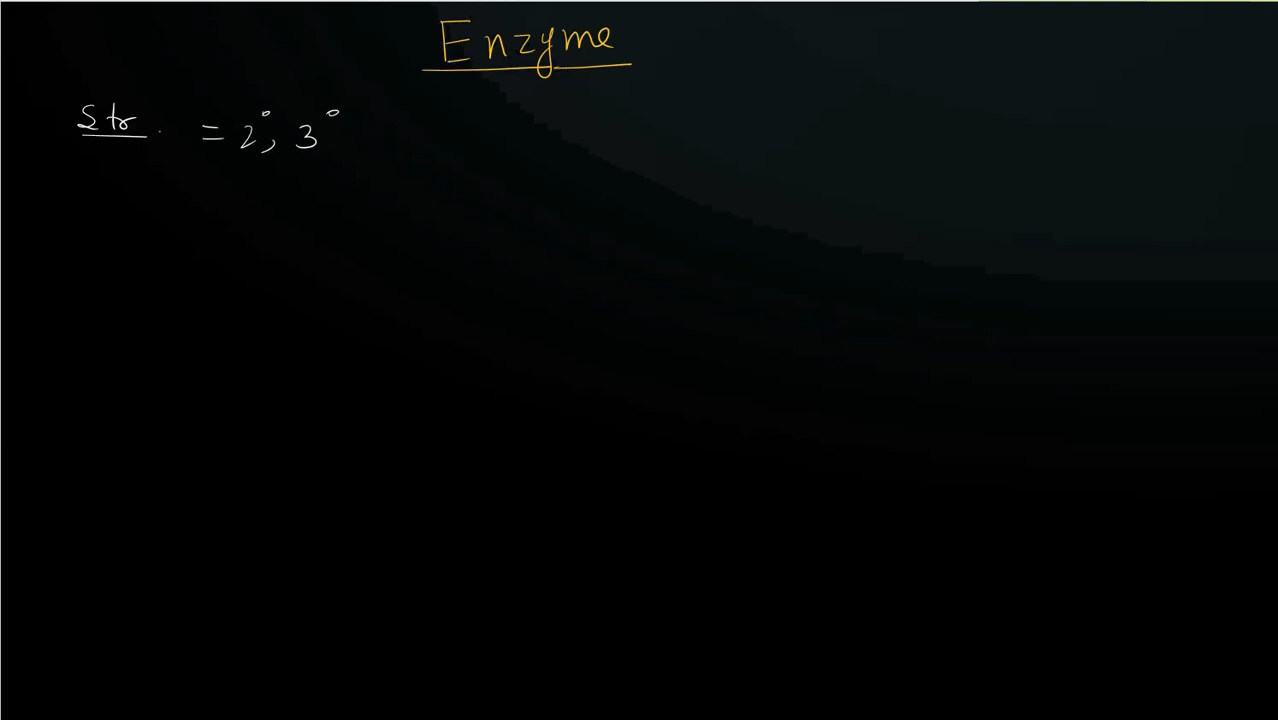 Enzyme
Str. = 2°, 3°